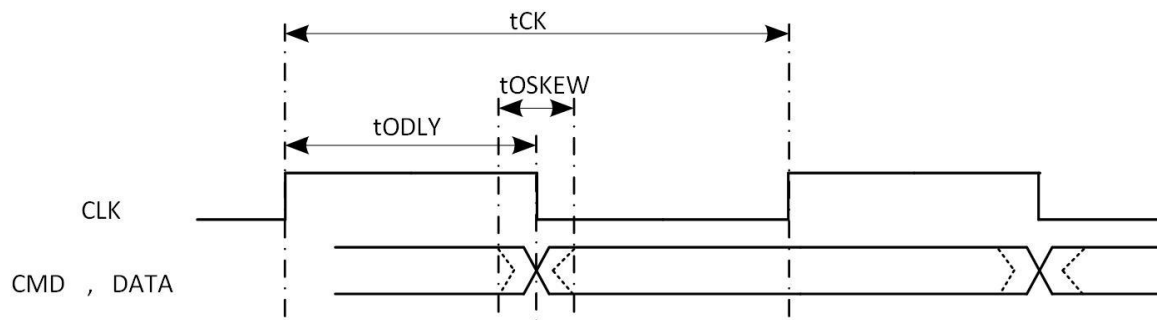 tCK
tOSKEW
tODLY
CLK
CMD , DATA